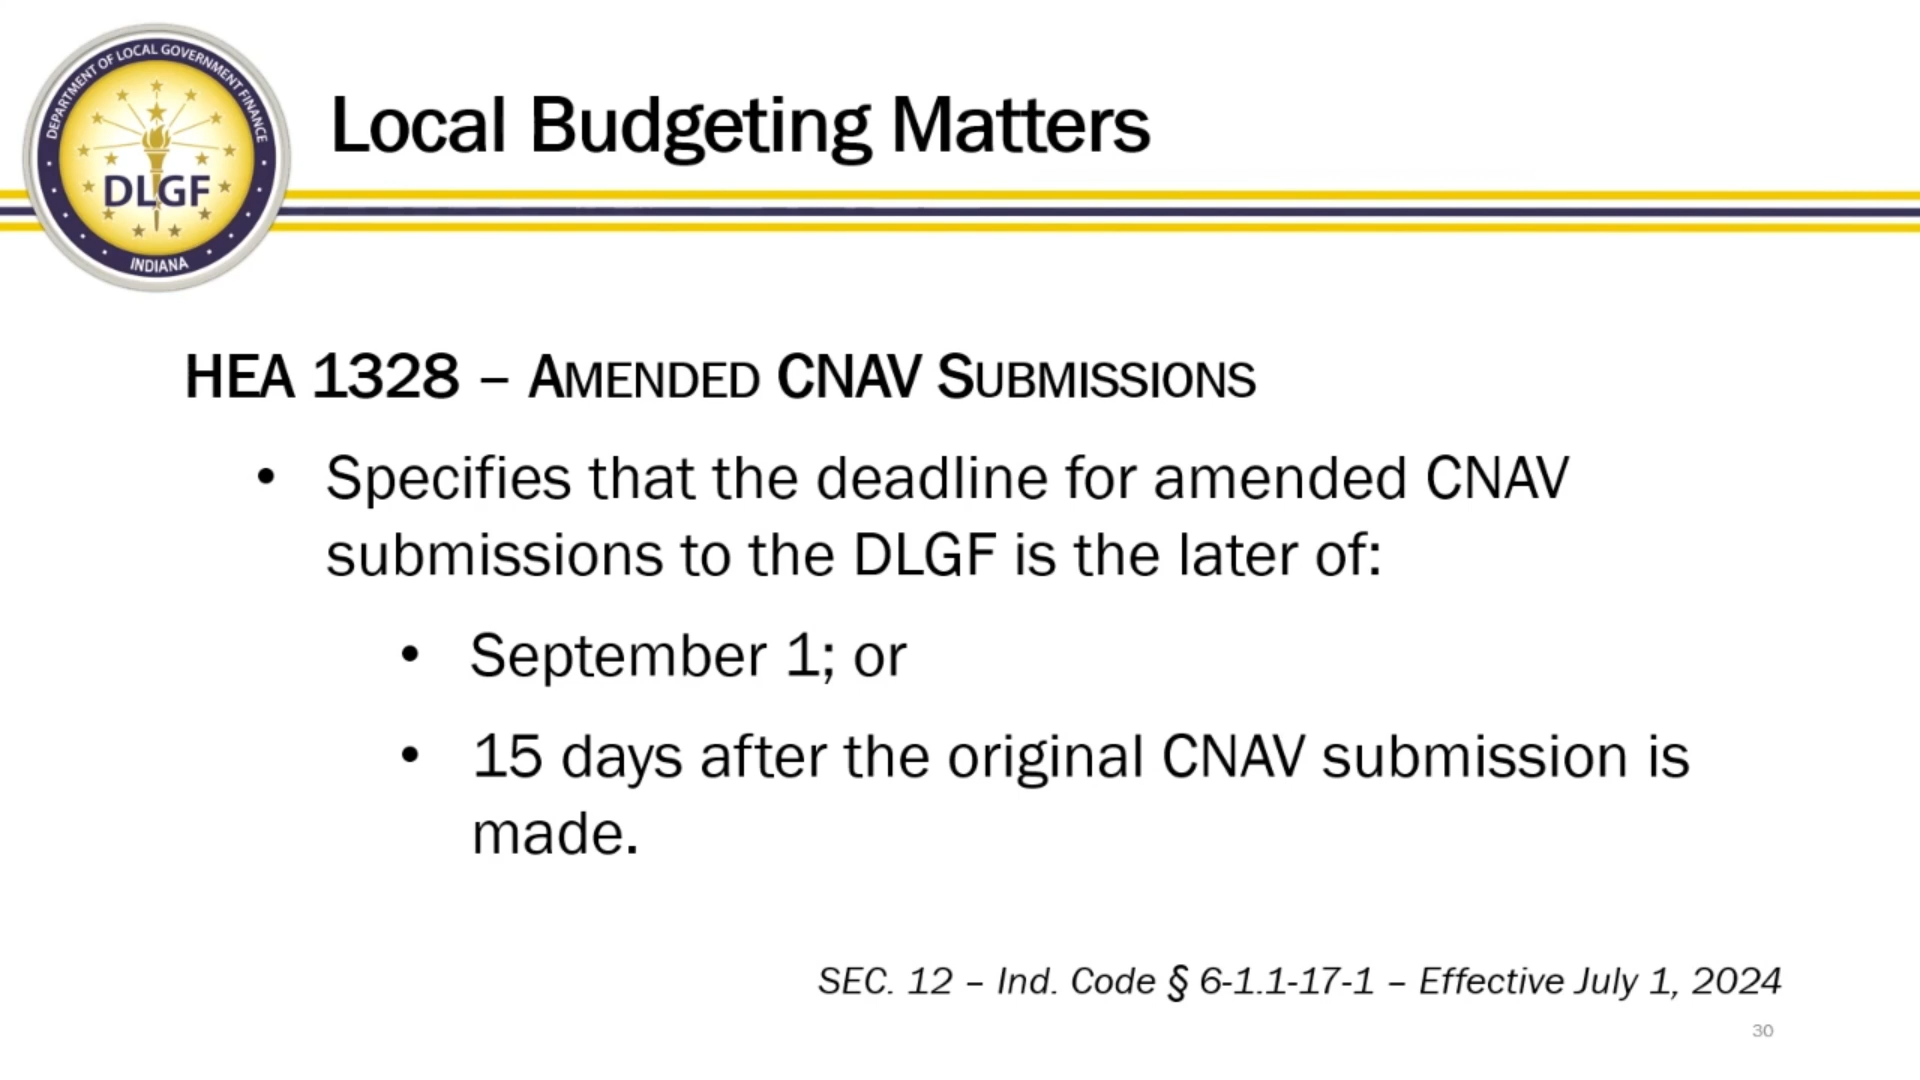 DEPARTMENT OF LOCAL GOVERNMENT FINANCE
DLGF
INDIANA
Local Budgeting Matters
HEA 1328 – AMENDED CNAV SUBMISSIONS
• Specifies that the deadline for amended CNAV
submissions to the DLGF is the later of:
• September 1; or
• 15 days after the original CNAV submission is
made.
SEC. 12 – Ind. Code § 6-1.1-17-1 – Effective July 1, 2024
30